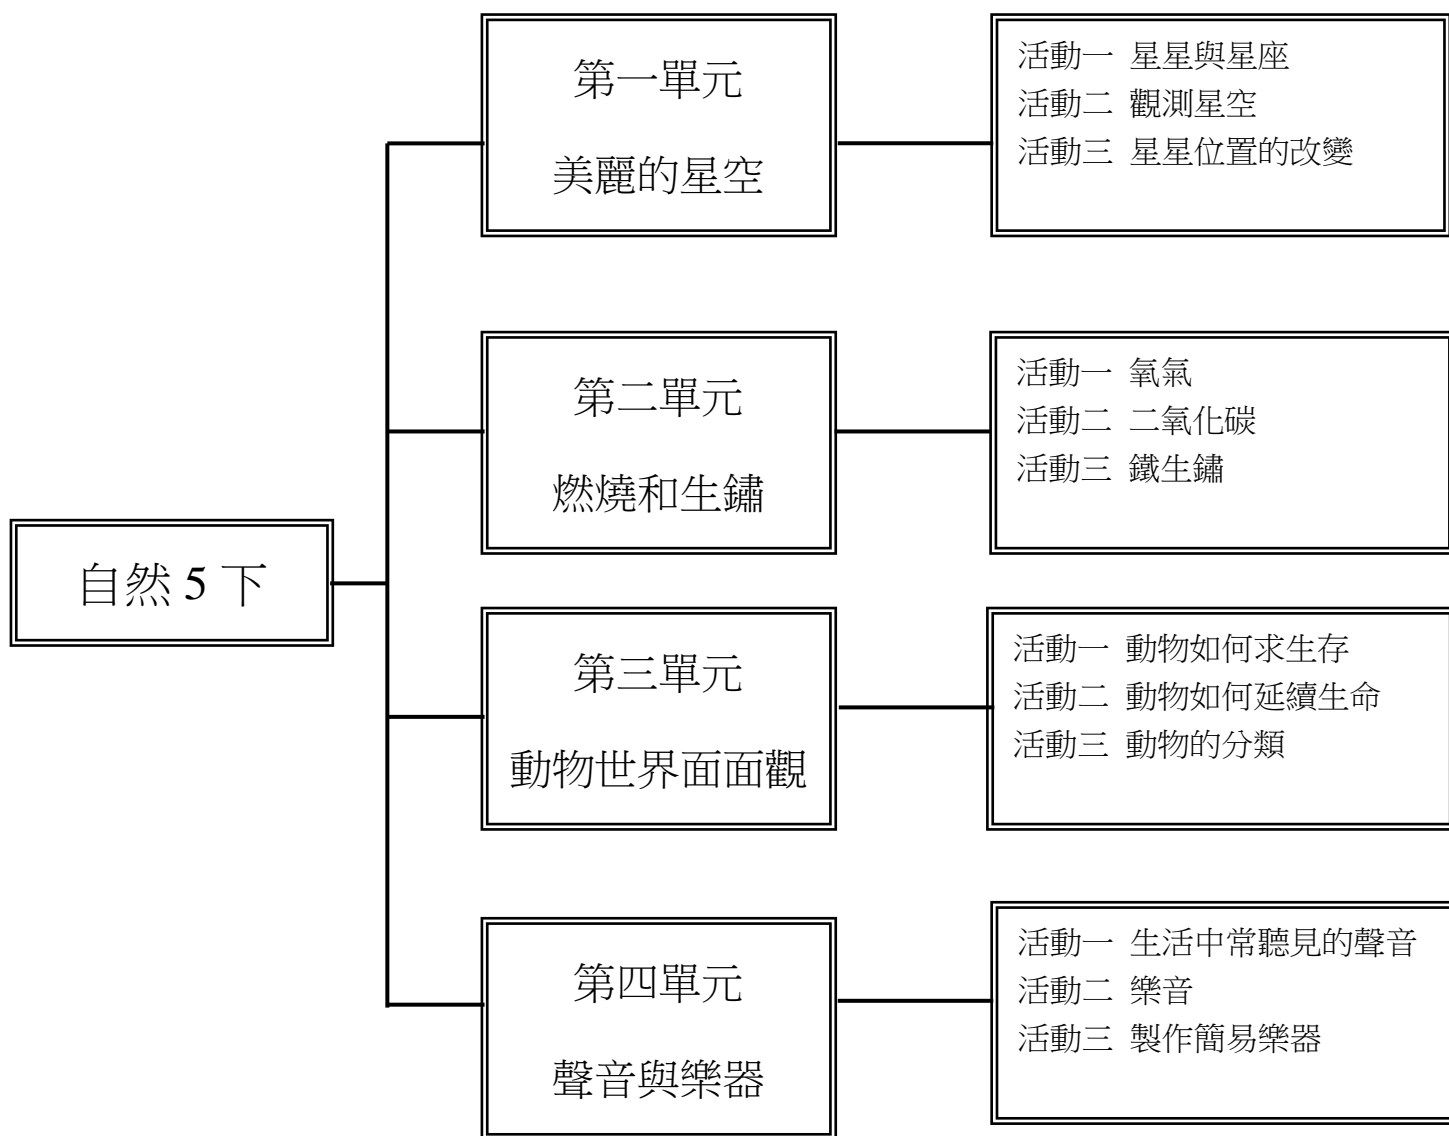 自然 5 下
第一單元
美麗的星空
活動一 星星與星座
活動二 觀測星空
活動三 星星位置的改變
第二單元
燃燒和生鏽
活動一 氧氣
活動二 二氧化碳
活動三 鐵生鏽
第三單元
動物世界面面觀
活動一 動物如何求生存
活動二 動物如何延續生命
活動三 動物的分類
第四單元
聲音與樂器
活動一 生活中常聽見的聲音
活動二 樂音
活動三 製作簡易樂器